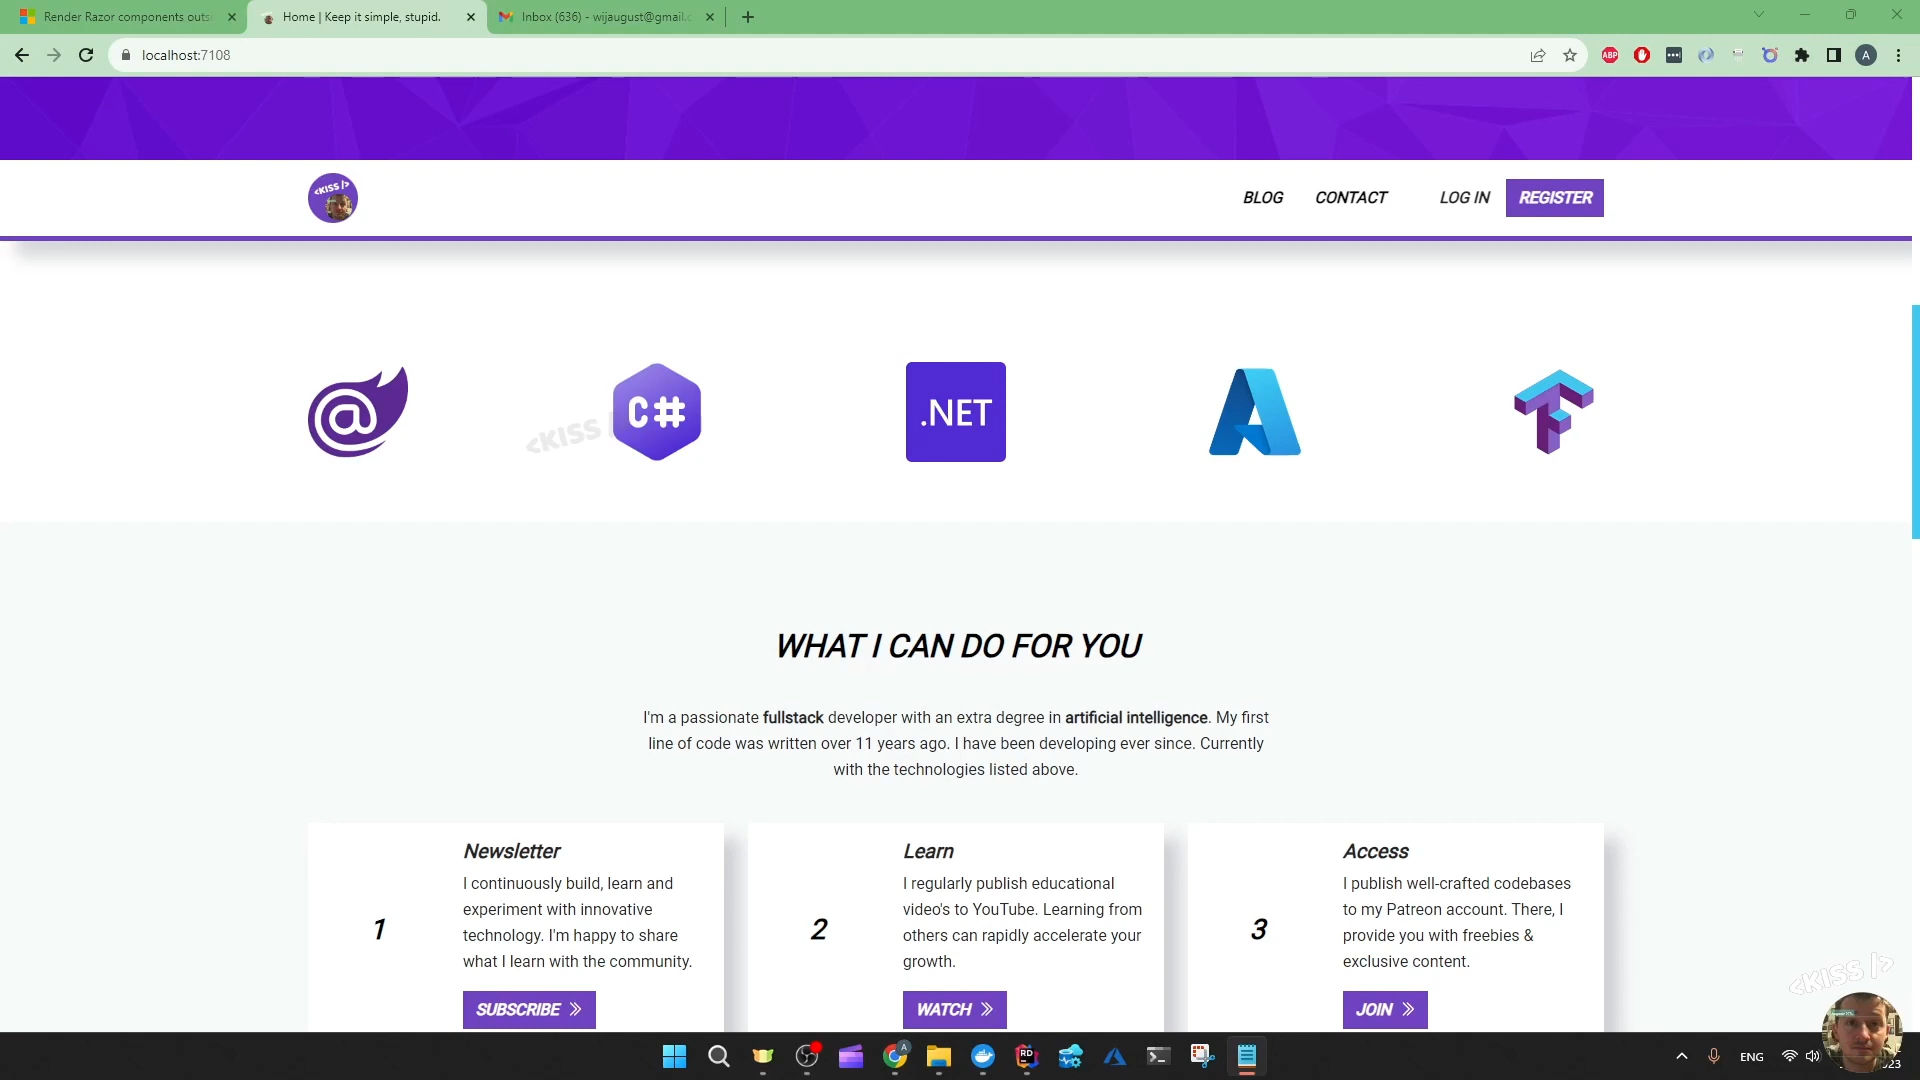 Render Razor components outs
Home | Keep it simple, stupid.
Inbox (636) - wijaugust@gmail.c
localhost:7108
ABP
A
<KISS />
BLOG
CONTACT
LOG IN
REGISTER
@
<KISS /
C#
.NET
WHAT I CAN DO FOR YOU
I'm a passionate fullstack developer with an extra degree in artificial intelligence. My first
line of code was written over 11 years ago. I have been developing ever since. Currently
with the technologies listed above.
1
Newsletter
I continuously build, learn and
experiment with innovative
technology. I'm happy to share
what I learn with the community.
SUBSCRIBE
2
Learn
I regularly publish educational
video's to YouTube. Learning from
others can rapidly accelerate your
growth.
WATCH
3
Access
I publish well-crafted codebases
to my Patreon account. There, I
provide you with freebies &
exclusive content.
JOIN
<KISS />
A
RD
ENG